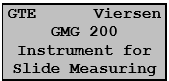 GTE Viersen
GMG 200
Instrument for
Slide Measuring